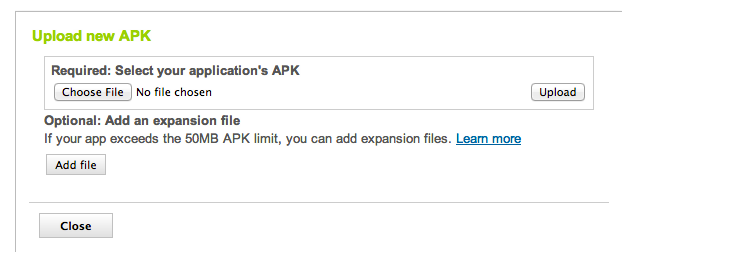 Upload new APK
Required: Select your application's APK
Choose File No file chosen Upload
Optional: Add an expansion file
If your app exceeds the 50MB APK limit, you can add expansion files. Learn more
Add file
Close